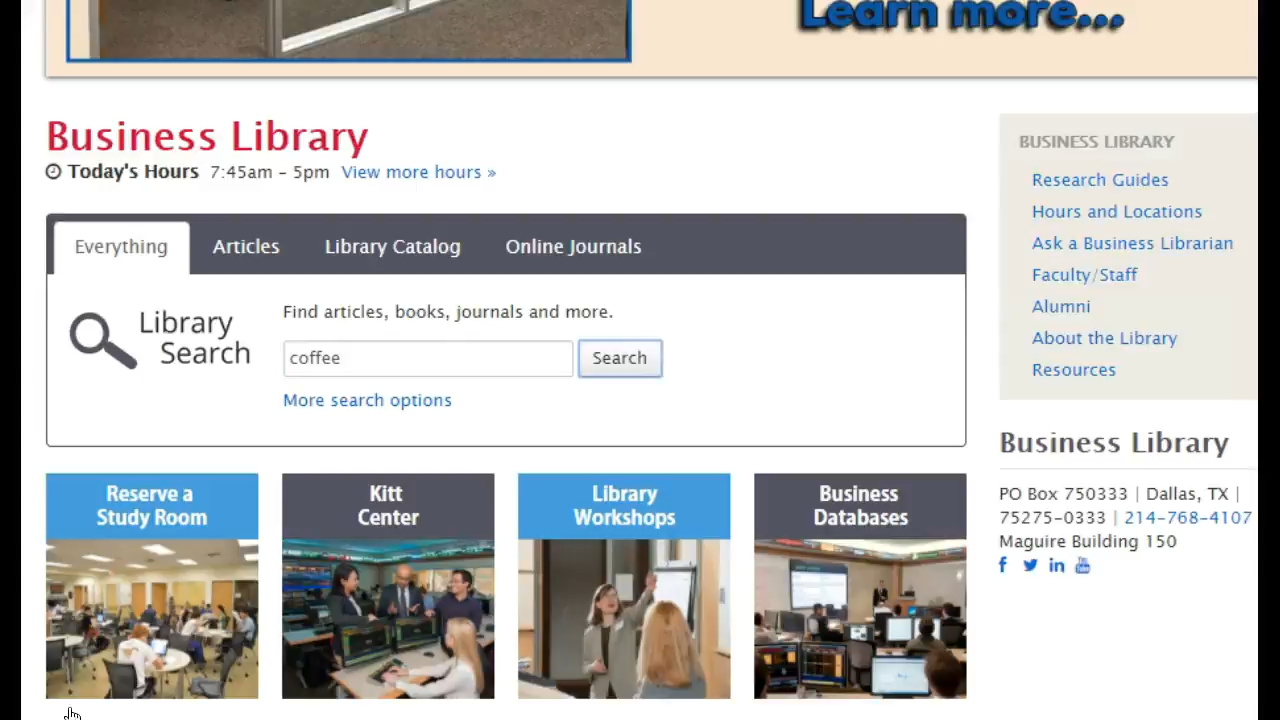 Learn more...
Business Library
Today's Hours 7:45am – 5pm View more hours »
Everything Articles Library Catalog Online Journals
Library
Search
Find articles, books, journals and more.
coffee Search
More search options
Reserve a
Study Room
Kitt
Center
Library
Workshops
Business
Databases
BUSINESS LIBRARY
Research Guides
Hours and Locations
Ask a Business Librarian
Faculty/Staff
Alumni
About the Library
Resources
Business Library
PO Box 750333 | Dallas, TX |
75275-0333 | 214-768-4107
Maguire Building 150